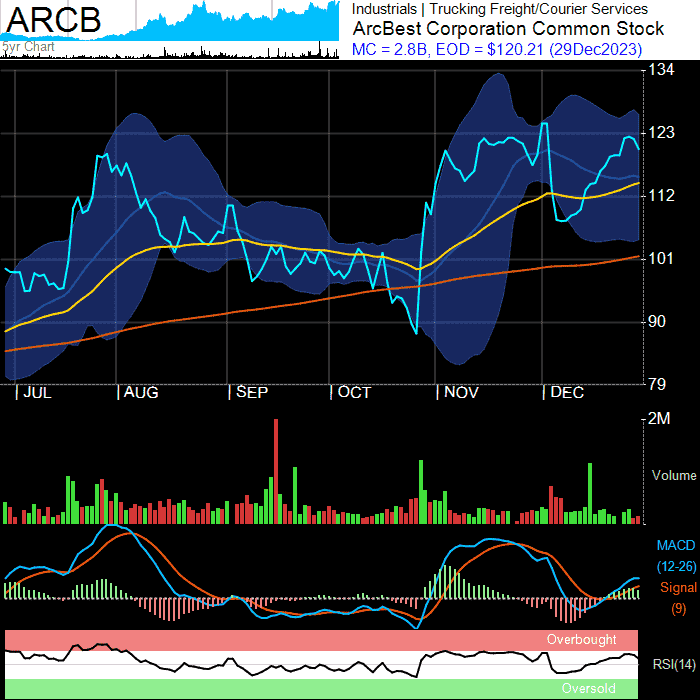 ARCB
5yr Chart
Industrials | Trucking Freight/Courier Services
ArcBest Corporation Common Stock
MC = 2.8B, EOD = $120.21 (29Dec2023)
134
123
112
101
90
79
| JUL | AUG | SEP | OCT | NOV | DEC
2M
Volume
MACD
(12-26)
Signal
(9)
Overbought
RSI(14)
Oversold